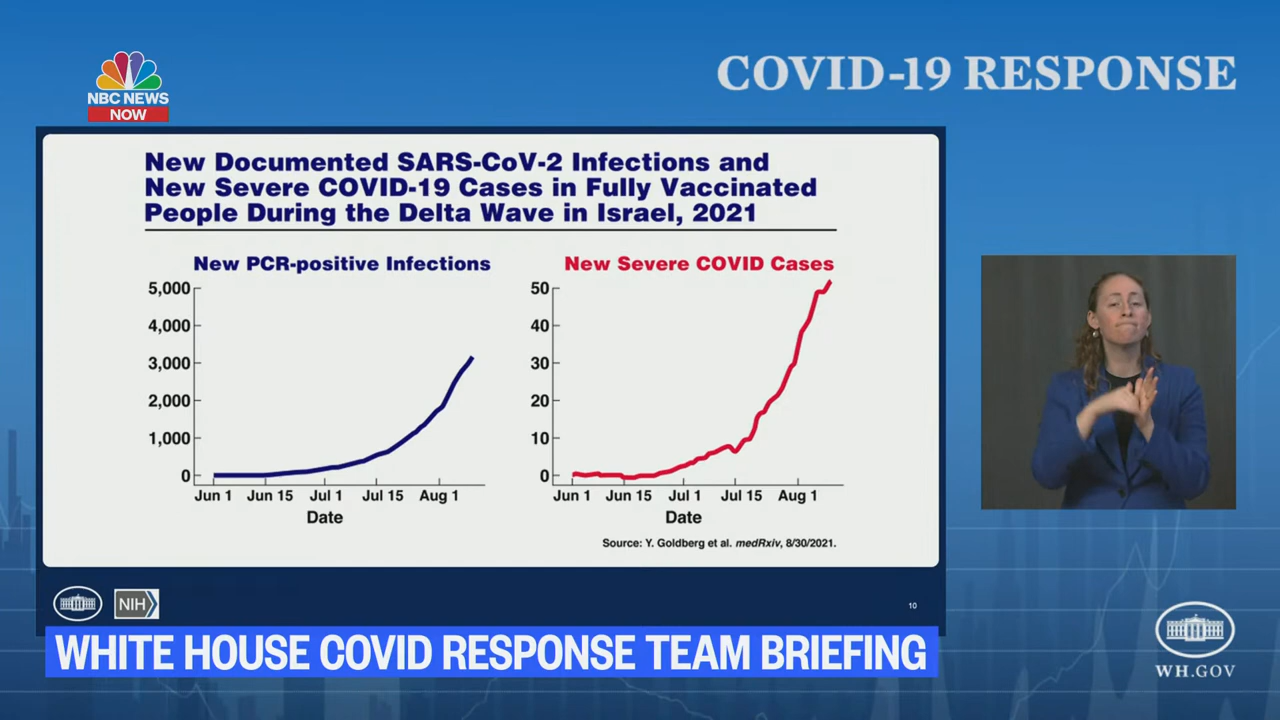 NBC NEWS
NOW
COVID-19 RESPONSE
New Documented SARS-CoV-2 Infections and
New Severe COVID-19 Cases in Fully Vaccinated
People During the Delta Wave in Israel, 2021
New PCR-positive Infections
5,000
4,000
3,000
2,000
1,000
0
Jun 1 Jun 15 Jul 1 Jul 15 Aug 1
Date
New Severe COVID Cases
50
40
30
20
10
0
Jun 1 Jun 15 Jul 1 Jul 15 Aug 1
Date
Source: Y. Goldberg et al. medRxiv, 8/30/2021.
NIH
10
WHITE HOUSE COVID RESPONSE TEAM BRIEFING
WH.GOV